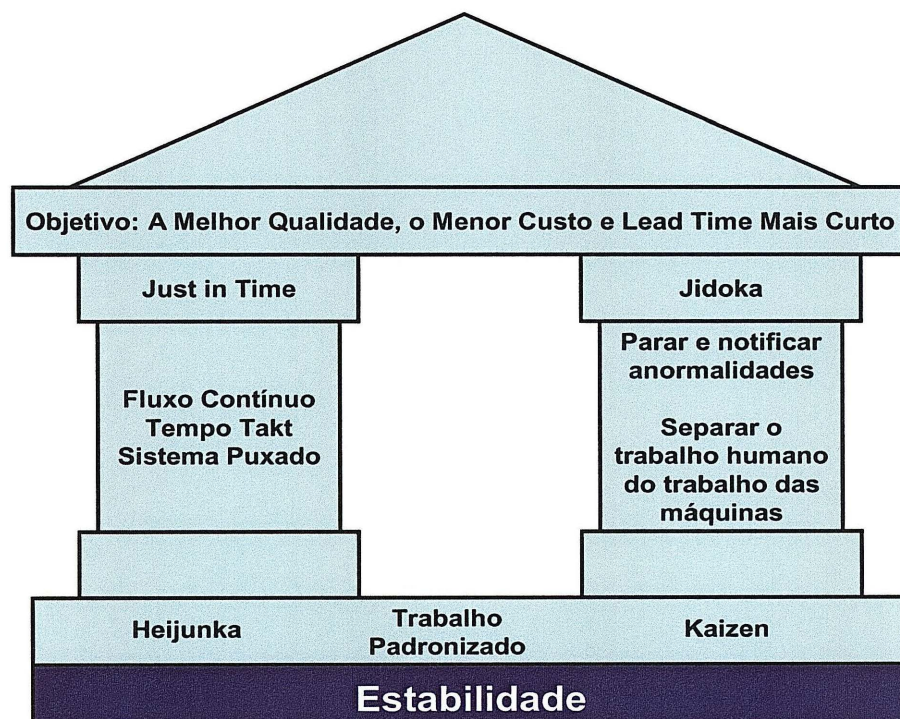 Objetivo: A Melhor Qualidade, o Menor Custo e Lead Time Mais Curto
Just in Time
Fluxo Contínuo
Tempo Takt
Sistema Puxado
Jidoka
Parar e notificar
anormalidades
Separar o
trabalho humano
do trabalho das
máquinas
Heijunka
Trabalho
Padronizado
Kaizen
Estabilidade